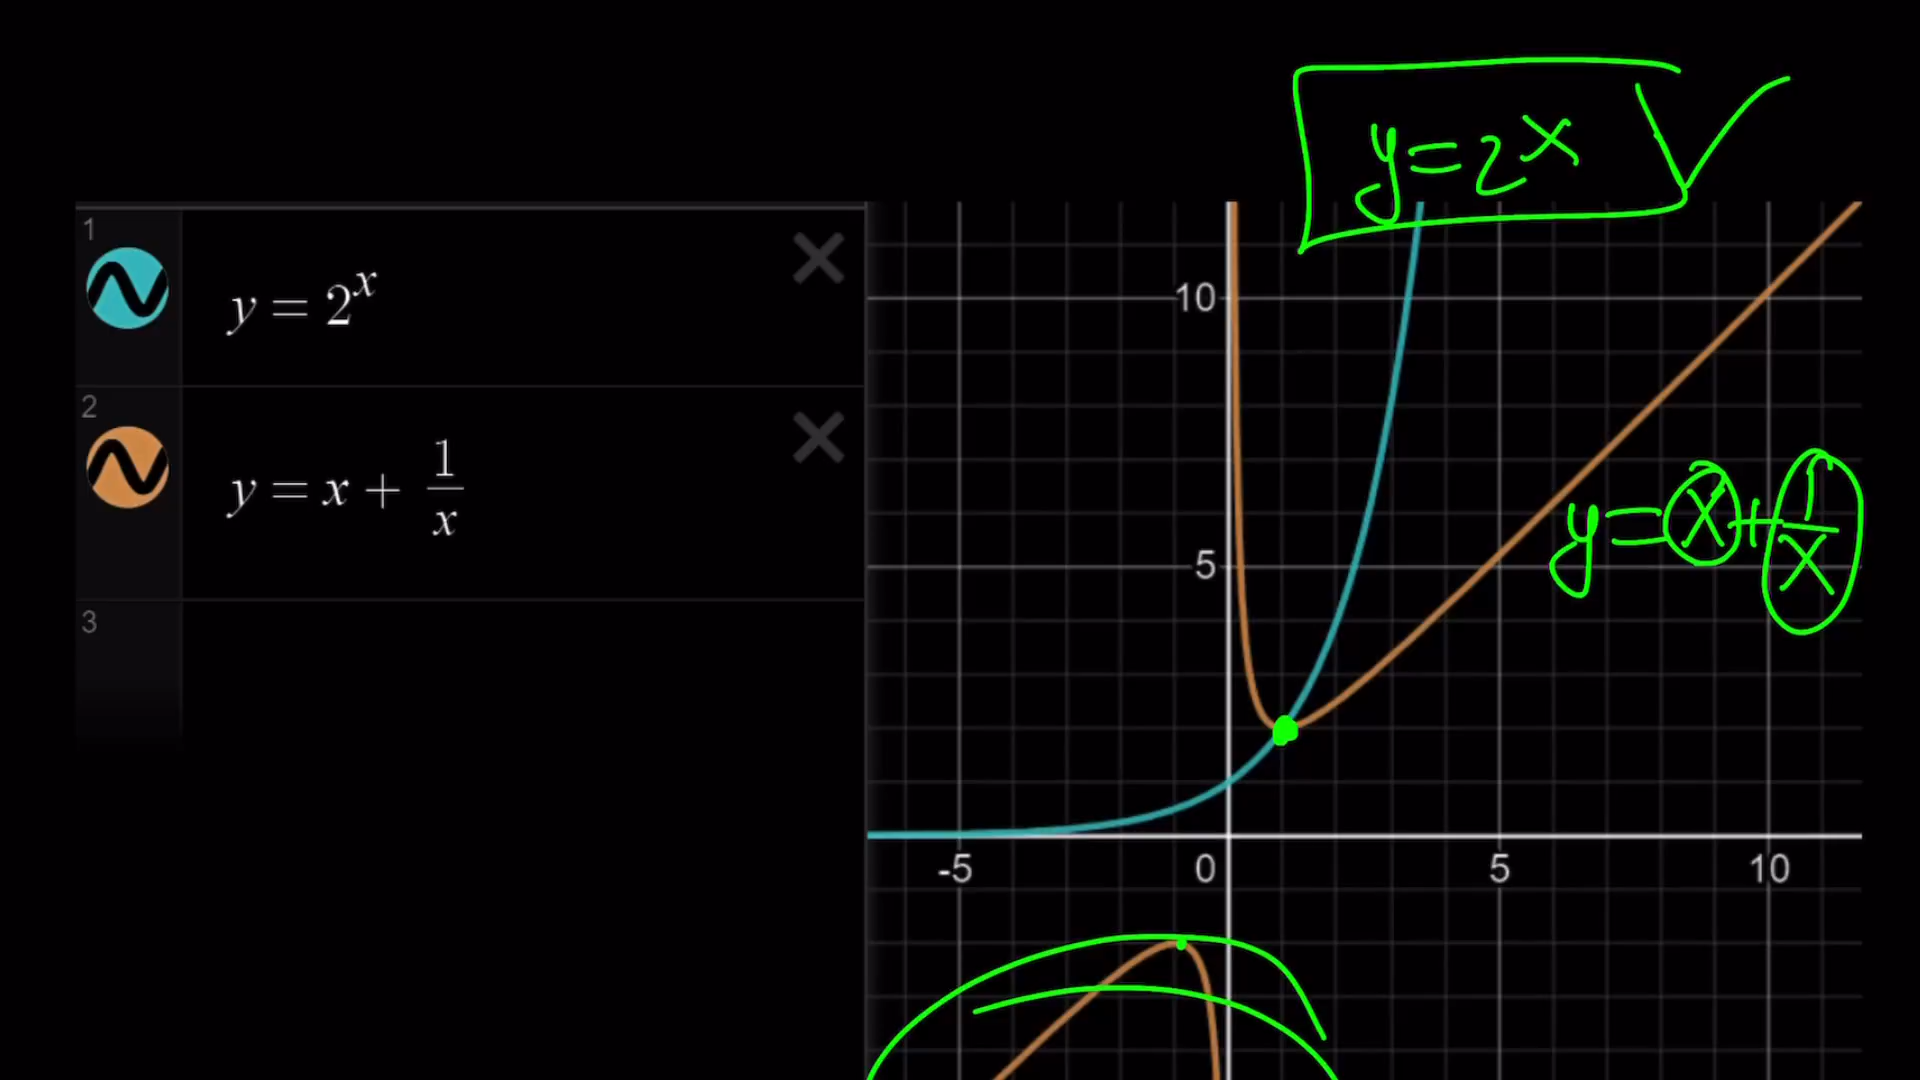 y=2^x
1
y = 2^x
10
2
y = x + 1/x
y=x+1/x
5
3
-5 0 5 10